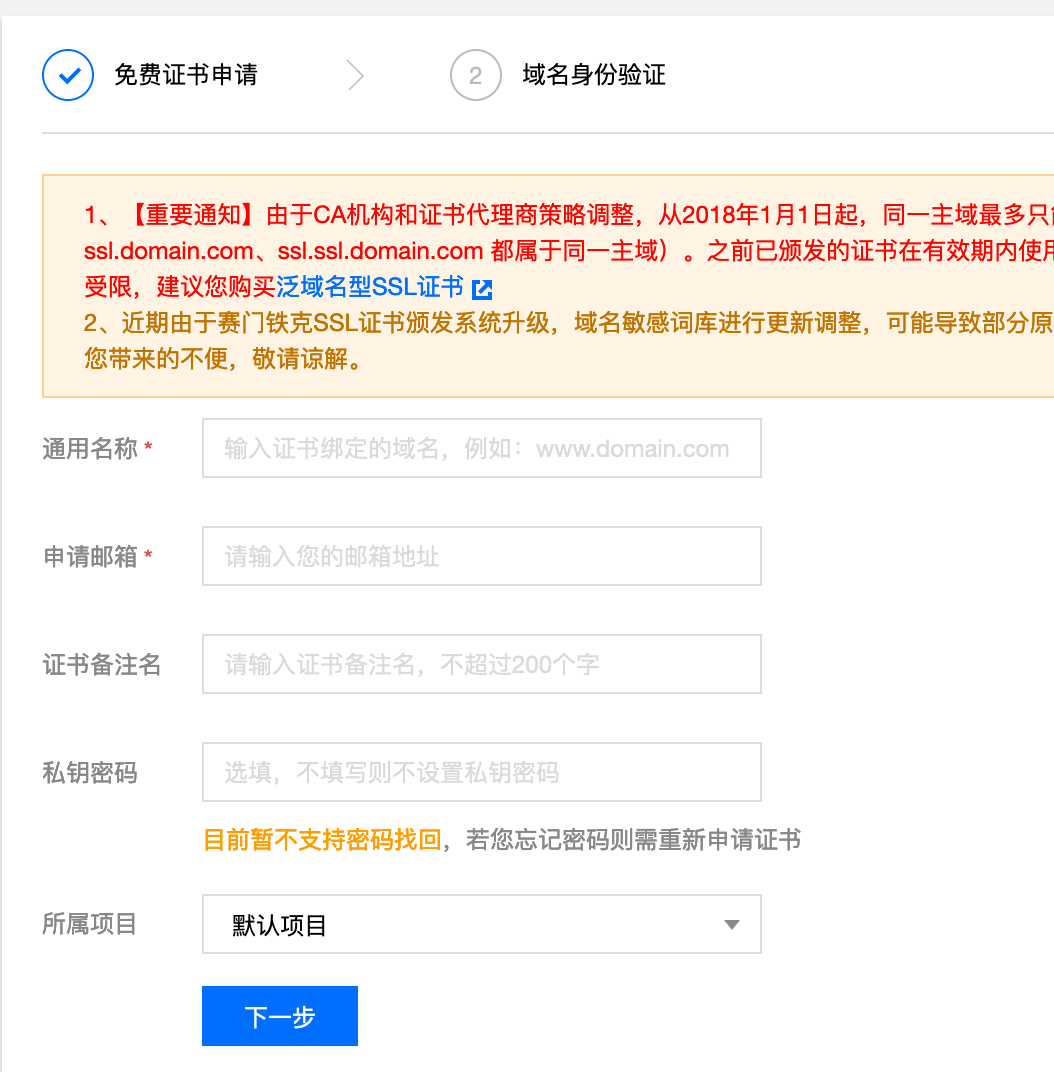 免费证书申请
2
域名身份验证
1、【重要通知】由于CA机构和证书代理商策略调整，从2018年1月1日起，同一主域最多只
ssl.domain.com、ssl.ssl.domain.com 都属于同一主域）。之前已颁发的证书在有效期内使用
受限，建议您购买泛域名型SSL证书
2、近期由于赛门铁克SSL证书颁发系统升级，域名敏感词库进行更新调整，可能导致部分原
您带来的不便，敬请谅解。
通用名称 *
输入证书绑定的域名，例如：www.domain.com
申请邮箱 *
请输入您的邮箱地址
证书备注名
请输入证书备注名，不超过200个字
私钥密码
选填，不填写则不设置私钥密码
目前暂不支持密码找回，若您忘记密码则需重新申请证书
所属项目
默认项目
下一步